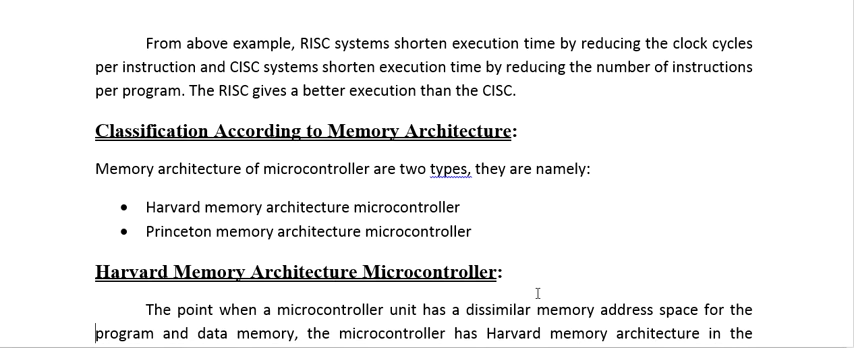 From above example, RISC systems shorten execution time by reducing the clock cycles
per instruction and CISC systems shorten execution time by reducing the number of instructions
per program. The RISC gives a better execution than the CISC.
Classification According to Memory Architecture:
Memory architecture of microcontroller are two types, they are namely:
• Harvard memory architecture microcontroller
• Princeton memory architecture microcontroller
Harvard Memory Architecture Microcontroller:
The point when a microcontroller unit has a dissimilar memory address space for the
program and data memory, the microcontroller has Harvard memory architecture in the